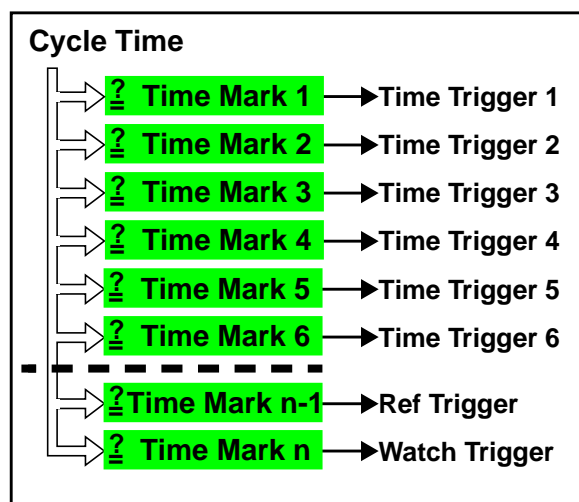 Cycle Time
?= Time Mark 1 Time Trigger 1
?= Time Mark 2 Time Trigger 2
?= Time Mark 3 Time Trigger 3
?= Time Mark 4 Time Trigger 4
?= Time Mark 5 Time Trigger 5
?= Time Mark 6 Time Trigger 6
?= Time Mark n-1 Ref Trigger
?= Time Mark n Watch Trigger